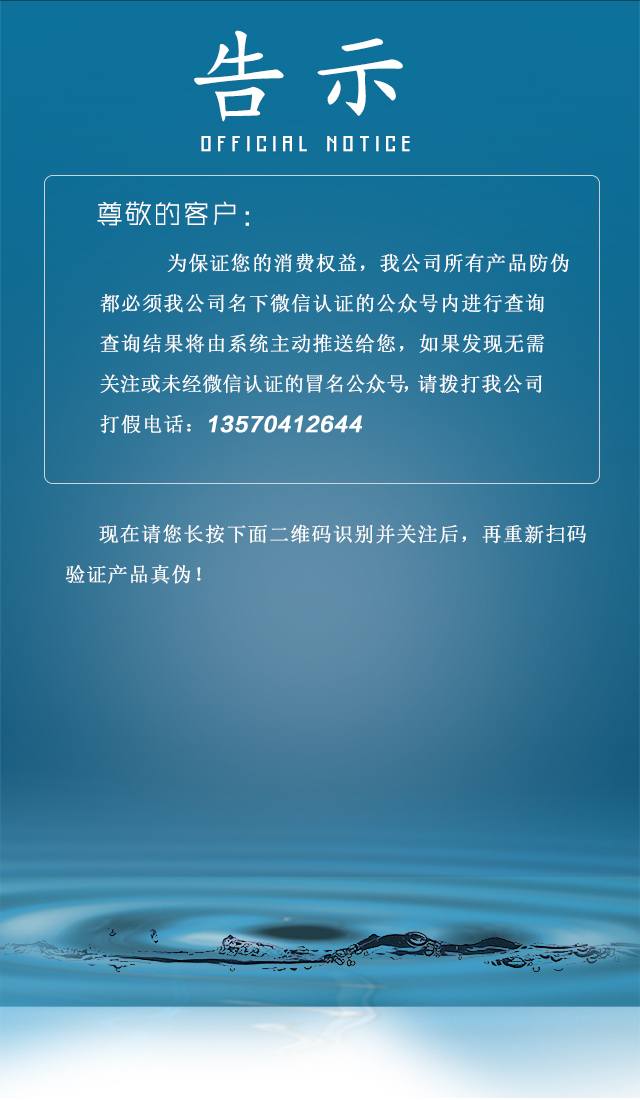 告示
OFFICIAL NOTICE
尊敬的客户：
为保证您的消费权益，我公司所有产品防伪
都必须我公司名下微信认证的公众号内进行查询
查询结果将由系统主动推送给您，如果发现无需
关注或未经微信认证的冒名公众号，请拨打我公司
打假电话：13570412644
现在请您长按下面二维码识别并关注后，再重新扫码
验证产品真伪！